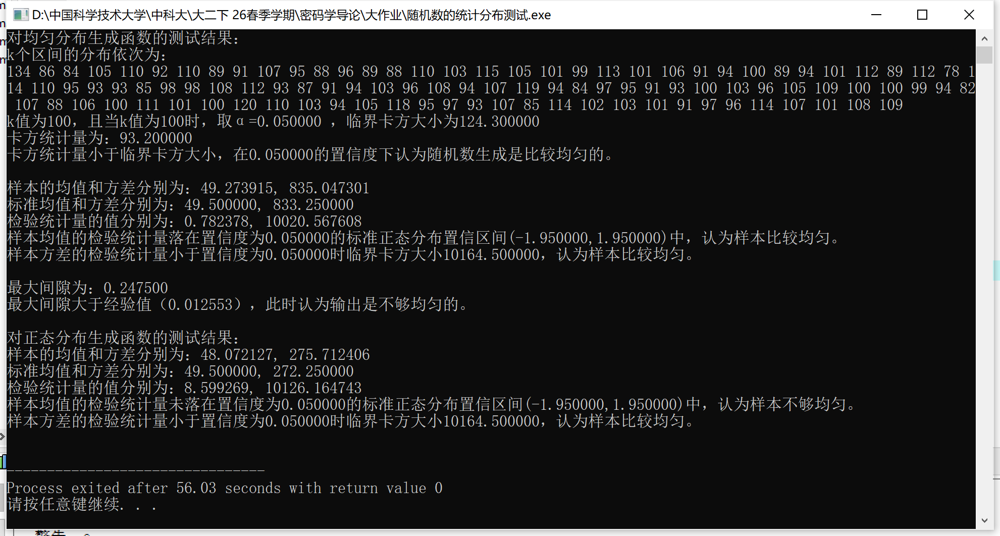 D:\中国科学技术大学\中科大\大二下 26春季学期\密码学导论\大作业\随机数的统计分布测试.exe
对均匀分布生成函数的测试结果：
k个区间的分布依次为：
134 86 84 105 110 92 110 89 91 107 95 88 96 89 88 110 103 115 105 101 99 113 101 106 91 94 100 89 94 101 112 89 112 78 1
14 110 95 93 93 85 98 98 108 112 93 87 91 94 103 96 108 94 107 119 94 84 97 95 91 93 100 103 96 105 109 100 100 99 94 82
107 88 106 100 111 101 100 120 110 103 94 105 118 95 97 93 107 85 114 102 103 101 91 97 96 114 107 101 108 109
k值为100，且当k值为100时，取α=0.050000 ，临界卡方大小为124.300000
卡方统计量为：93.200000
卡方统计量小于临界卡方大小，在0.050000的置信度下认为随机数生成是比较均匀的。
样本的均值和方差分别为：49.273915, 835.047301
标准均值和方差分别为：49.500000, 833.250000
检验统计量的值分别为：0.782378, 10020.567608
样本均值的检验统计量落在置信度为0.050000的标准正态分布置信区间(-1.950000,1.950000)中，认为样本比较均匀。
样本方差的检验统计量小于置信度为0.050000时临界卡方大小10164.500000，认为样本比较均匀。
最大间隙为：0.247500
最大间隙大于经验值（0.012553），此时认为输出是不够均匀的。
对正态分布生成函数的测试结果：
样本的均值和方差分别为：48.072127, 275.712406
标准均值和方差分别为：49.500000, 272.250000
检验统计量的值分别为：8.599269, 10126.164743
样本均值的检验统计量未落在置信度为0.050000的标准正态分布置信区间(-1.950000,1.950000)中，认为样本不够均匀。
样本方差的检验统计量小于置信度为0.050000时临界卡方大小10164.500000，认为样本比较均匀。
--------------------------------
Process exited after 56.03 seconds with return value 0
请按任意键继续. . .